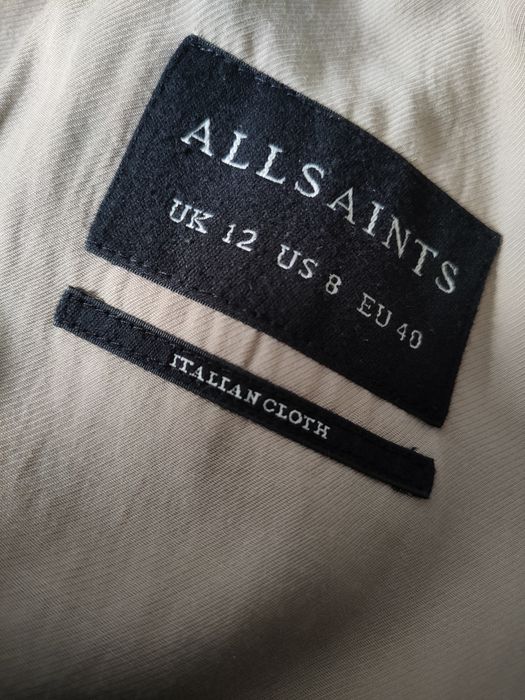 ALLSAINTS
UK 12 US 8 EU 40
ITALIAN CLOTH